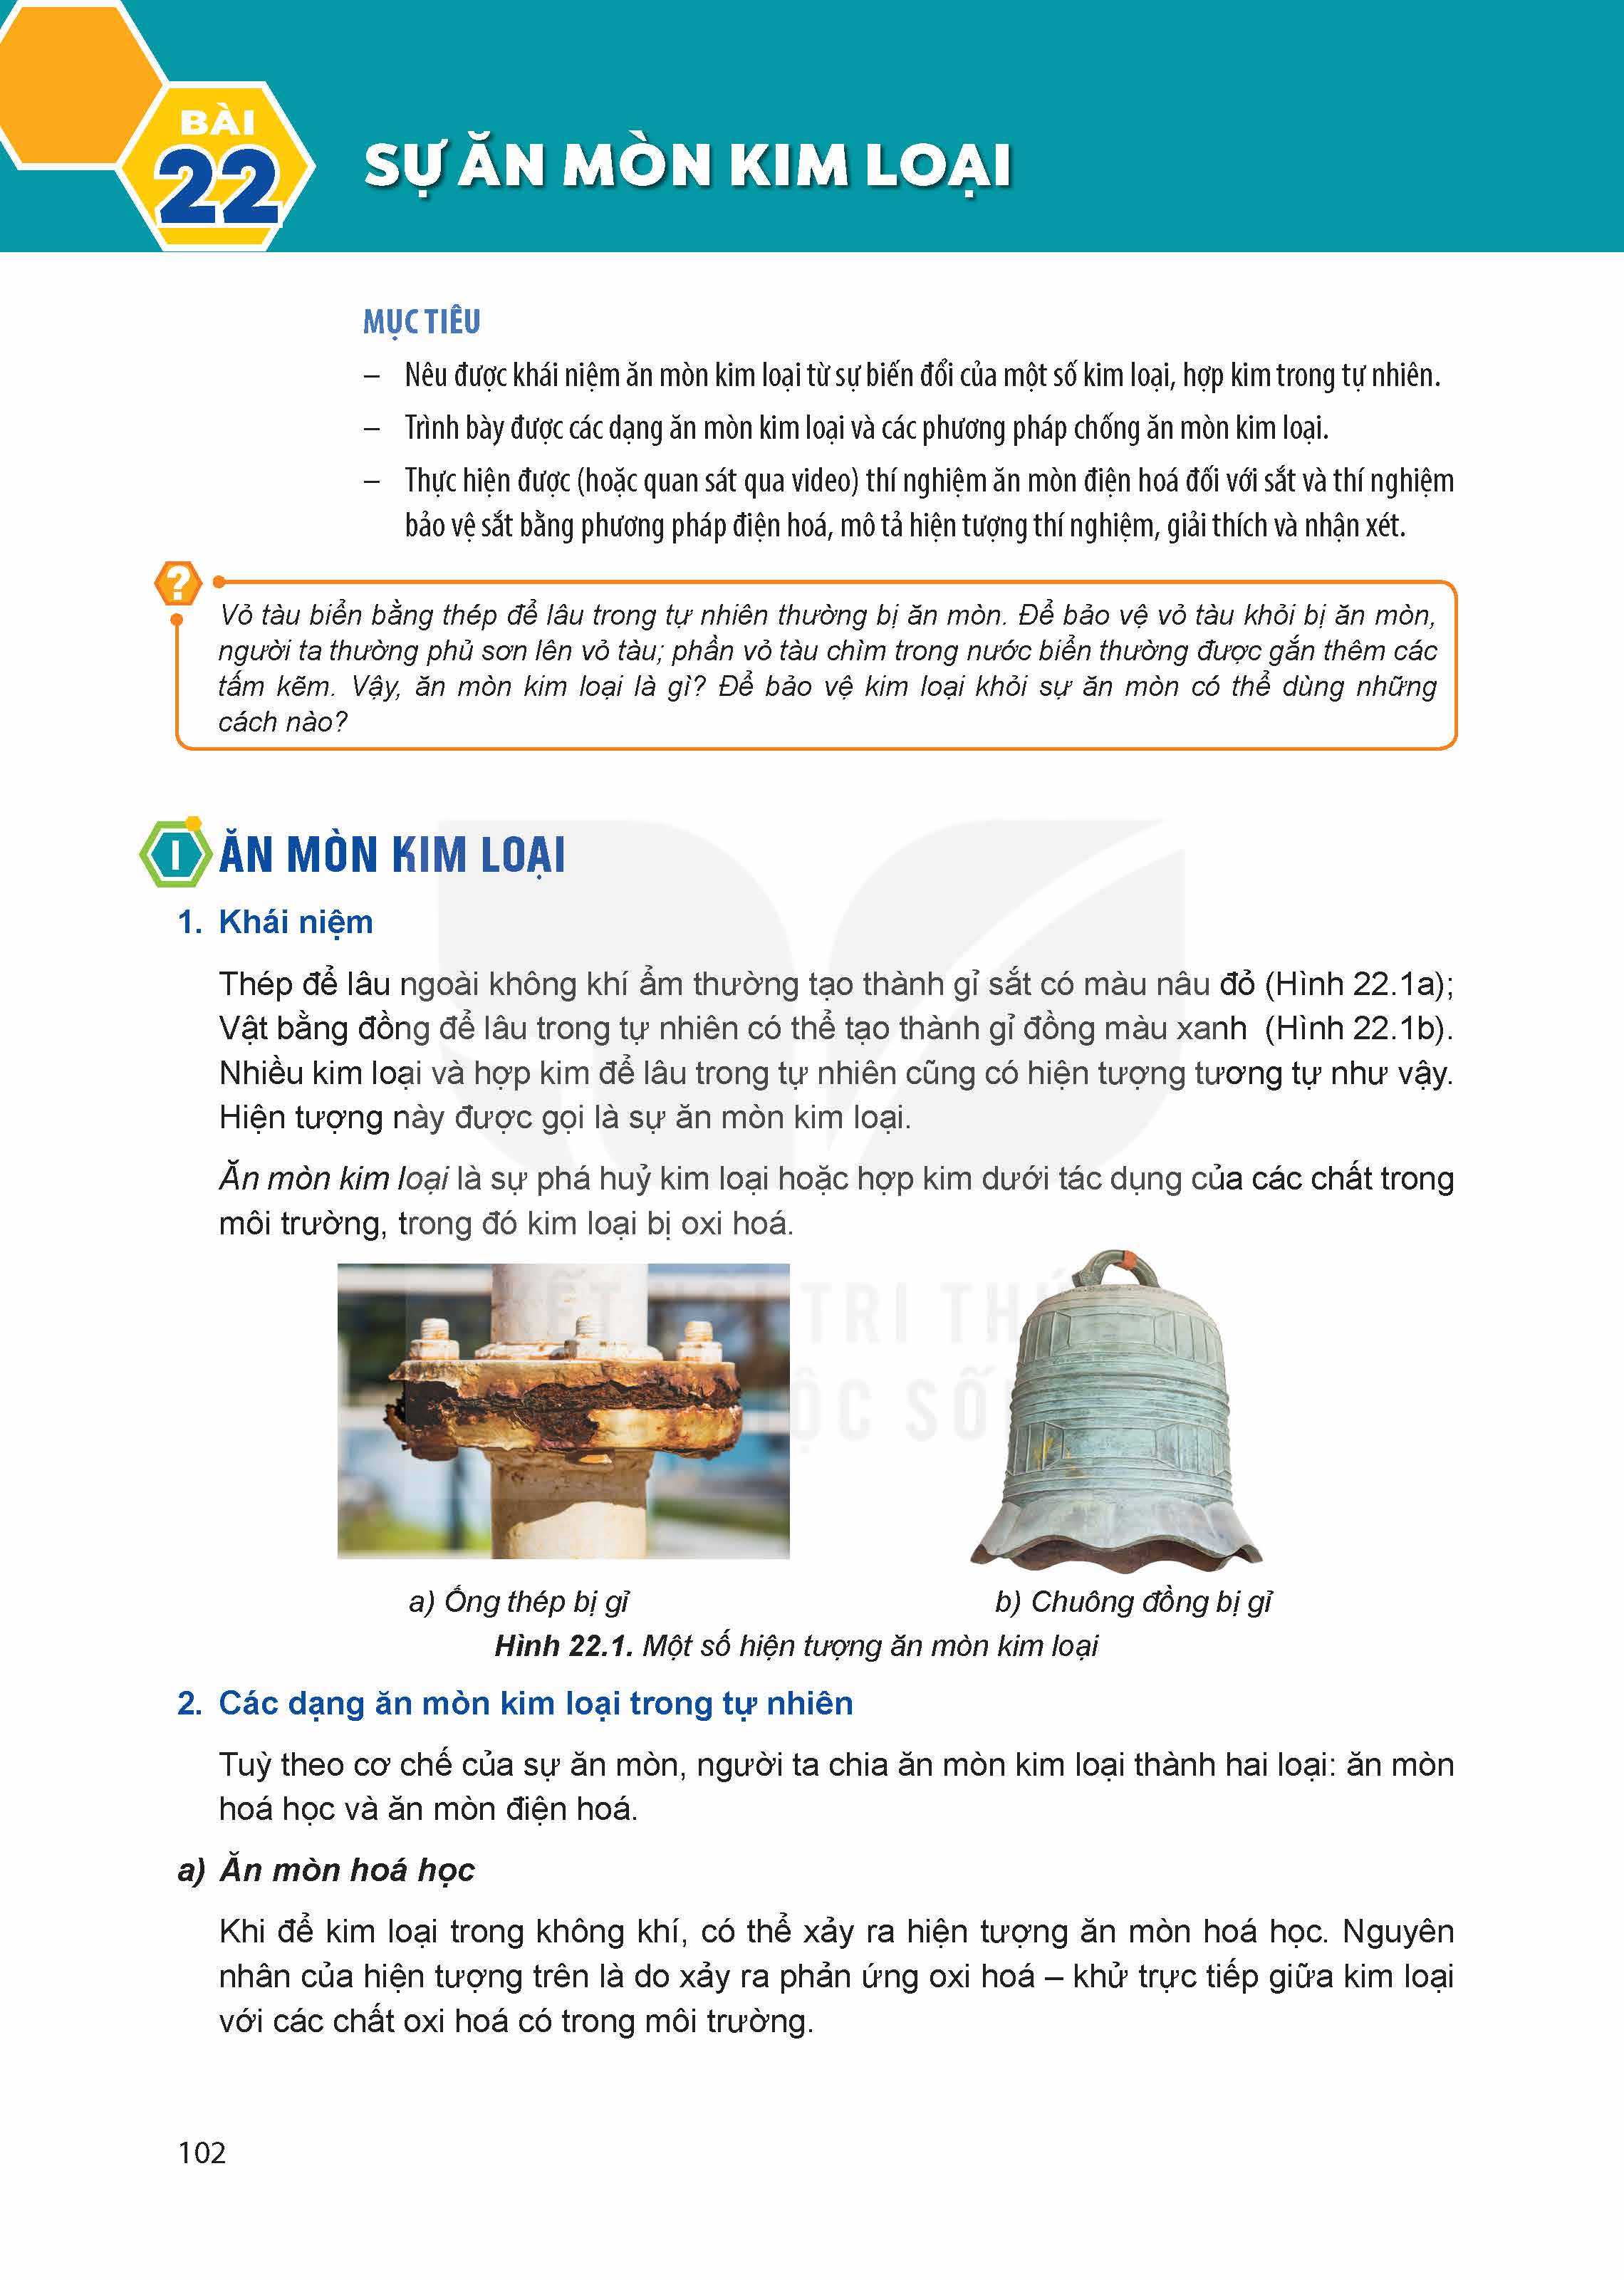 BÀI
22
SỰ ĂN MÒN KIM LOẠI
MỤC TIÊU
– Nêu được khái niệm ăn mòn kim loại từ sự biến đổi của một số kim loại, hợp kim trong tự nhiên.
– Trình bày được các dạng ăn mòn kim loại và các phương pháp chống ăn mòn kim loại.
– Thực hiện được (hoặc quan sát qua video) thí nghiệm ăn mòn điện hoá đối với sắt và thí nghiệm
bảo vệ sắt bằng phương pháp điện hoá, mô tả hiện tượng thí nghiệm, giải thích và nhận xét.
?
Vỏ tàu biển bằng thép để lâu trong tự nhiên thường bị ăn mòn. Để bảo vệ vỏ tàu khỏi bị ăn mòn,
người ta thường phủ sơn lên vỏ tàu; phần vỏ tàu chìm trong nước biển thường được gắn thêm các
tấm kẽm. Vậy, ăn mòn kim loại là gì? Để bảo vệ kim loại khỏi sự ăn mòn có thể dùng những
cách nào?
I ĂN MÒN KIM LOẠI
1. Khái niệm
Thép để lâu ngoài không khí ẩm thường tạo thành gỉ sắt có màu nâu đỏ (Hình 22.1a);
Vật bằng đồng để lâu trong tự nhiên có thể tạo thành gỉ đồng màu xanh (Hình 22.1b).
Nhiều kim loại và hợp kim để lâu trong tự nhiên cũng có hiện tượng tương tự như vậy.
Hiện tượng này được gọi là sự ăn mòn kim loại.
Ăn mòn kim loại là sự phá huỷ kim loại hoặc hợp kim dưới tác dụng của các chất trong
môi trường, trong đó kim loại bị oxi hoá.
KẾT NỐI TRI THỨ
ỘC SỐ
a) Ống thép bị gỉ
b) Chuông đồng bị gỉ
Hình 22.1. Một số hiện tượng ăn mòn kim loại
2. Các dạng ăn mòn kim loại trong tự nhiên
Tuỳ theo cơ chế của sự ăn mòn, người ta chia ăn mòn kim loại thành hai loại: ăn mòn
hoá học và ăn mòn điện hoá.
a) Ăn mòn hoá học
Khi để kim loại trong không khí, có thể xảy ra hiện tượng ăn mòn hoá học. Nguyên
nhân của hiện tượng trên là do xảy ra phản ứng oxi hoá – khử trực tiếp giữa kim loại
với các chất oxi hoá có trong môi trường.
102